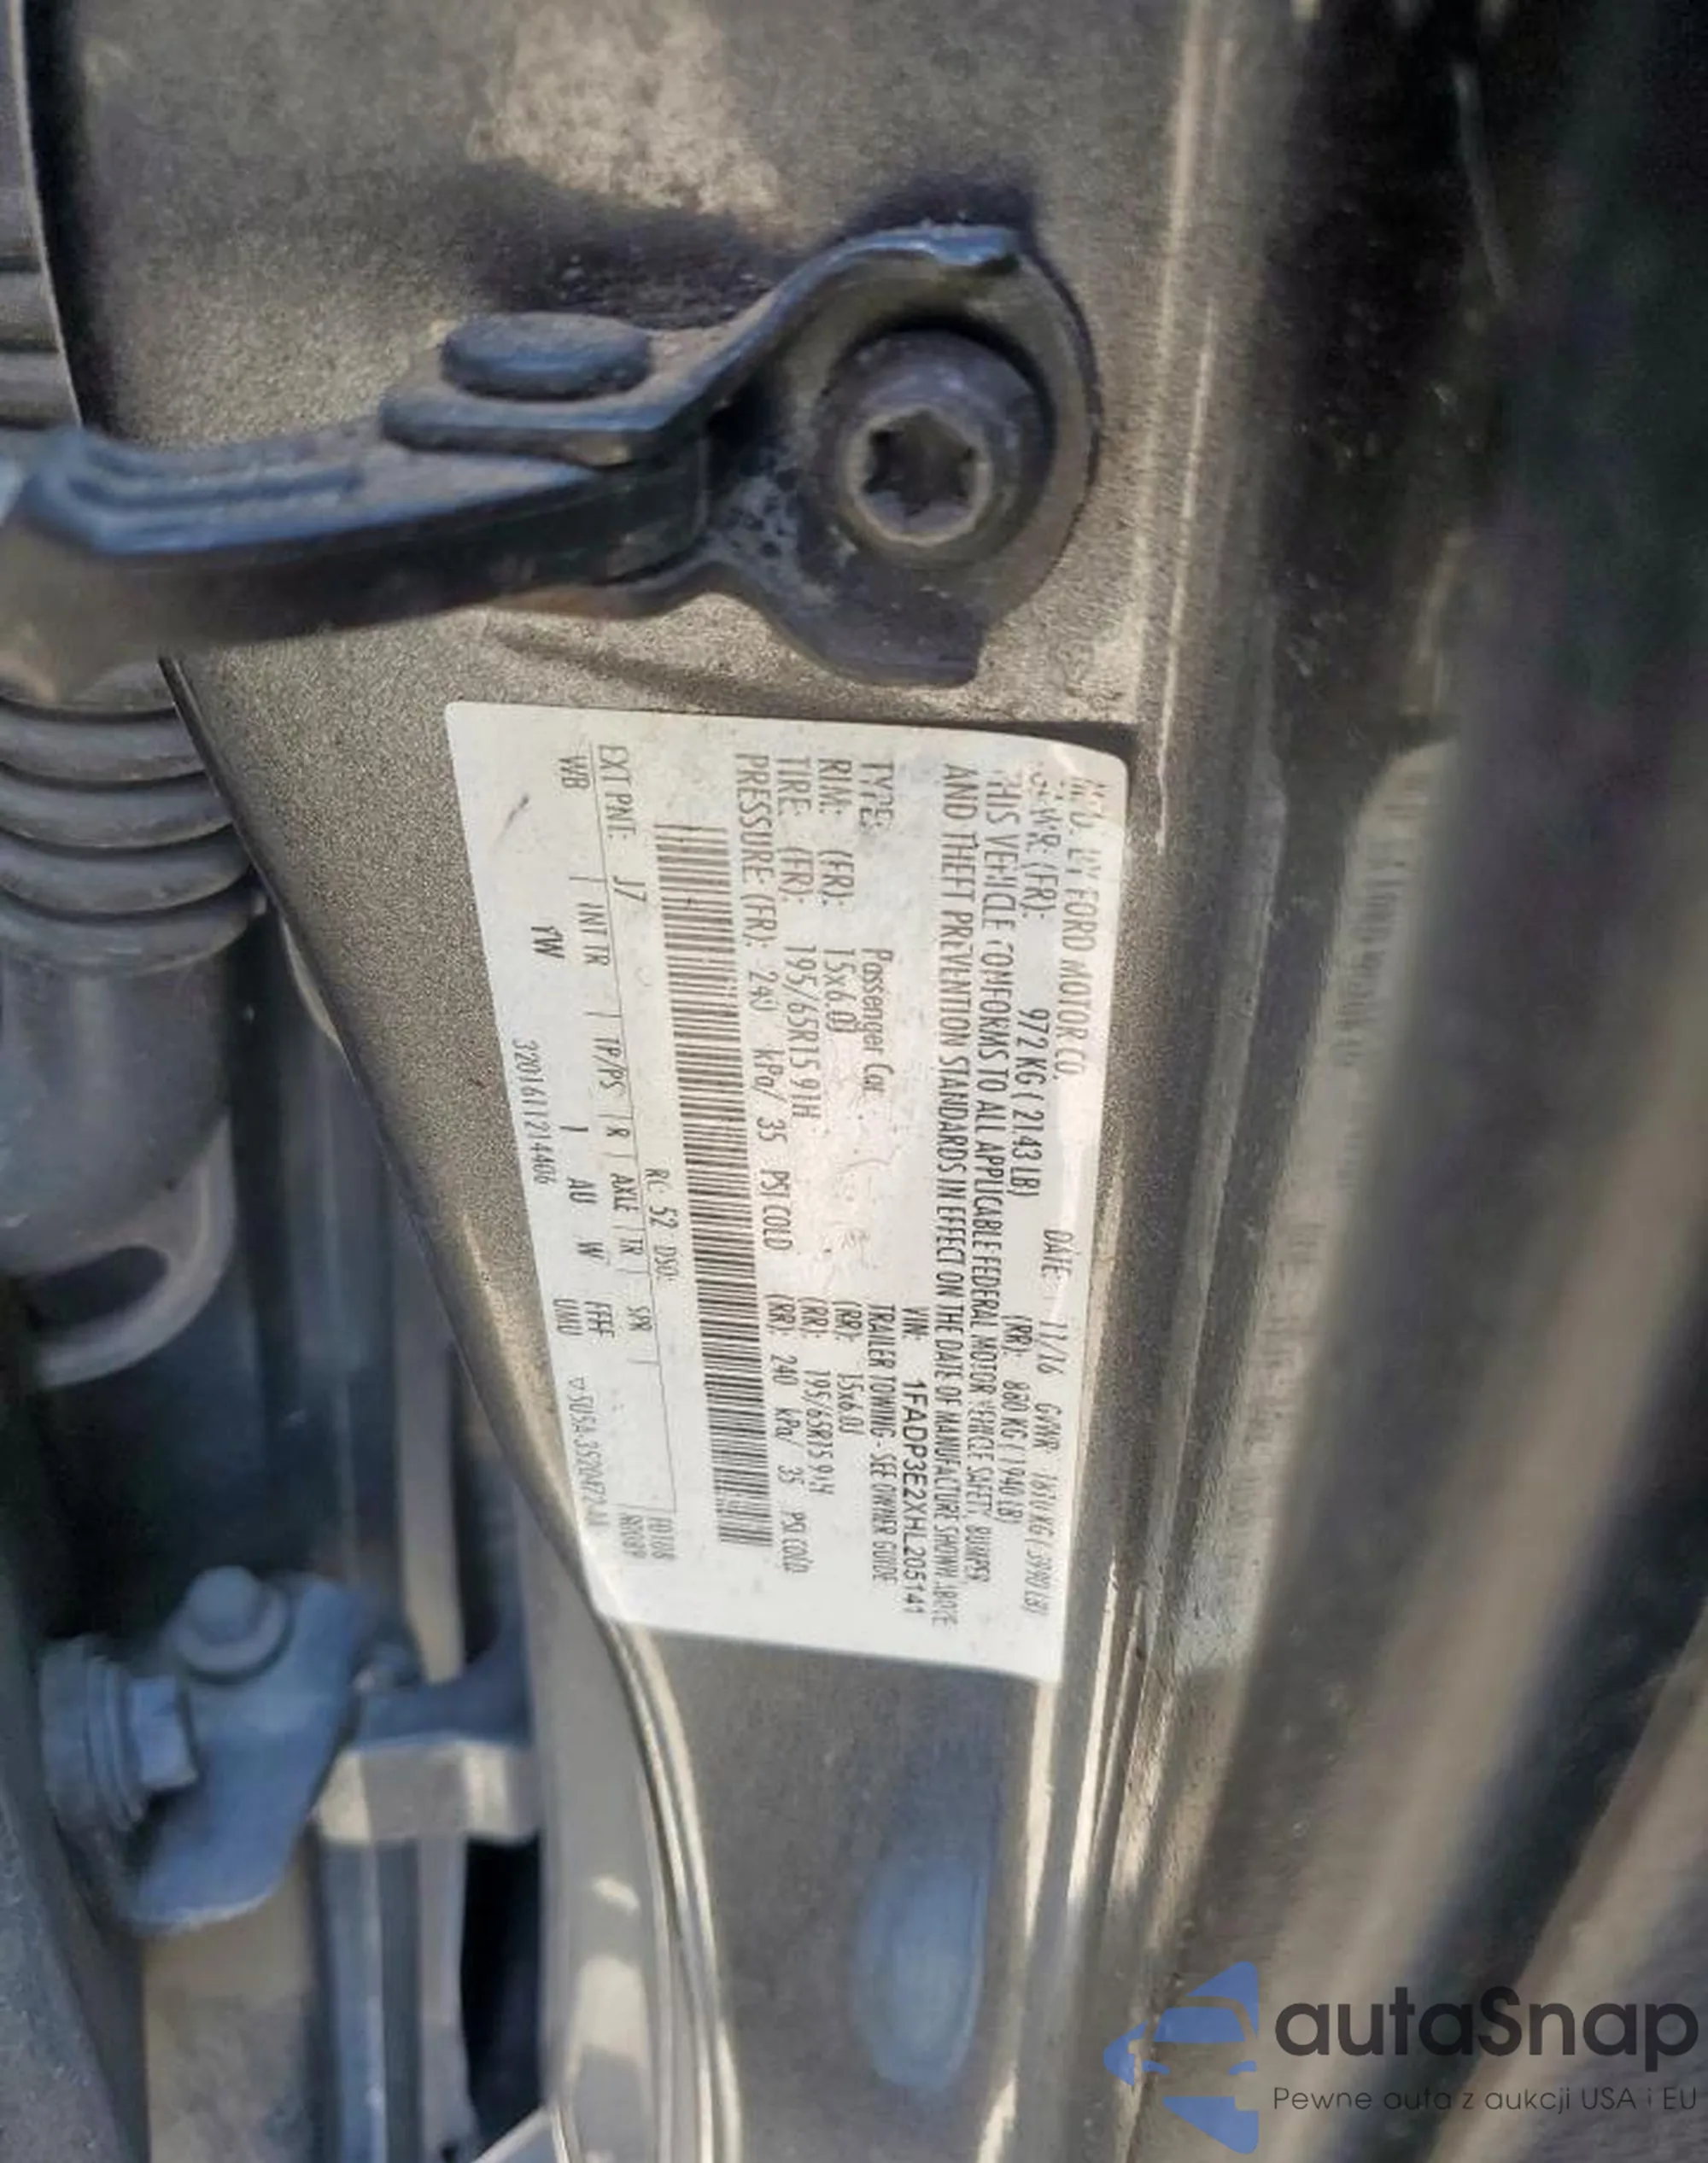 MFD. BY FORD MOTOR CO.
DATE: 11/16 GVWR: 1810 KG ( 3990 LB)
GAWR: (FR): 972 KG ( 2143 LB) (RR): 880 KG ( 1940 LB)
THIS VEHICLE CONFORMS TO ALL APPLICABLE FEDERAL MOTOR VEHICLE SAFETY, BUMPER,
AND THEFT PREVENTION STANDARDS IN EFFECT ON THE DATE OF MANUFACTURE SHOWN ABOVE
VIN: 1FADP3E2XHL205141
TYPE: Passenger Car TRAILER TOWING - SEE OWNER GUIDE
RIM: (FR): 15x6.0J (RR): 15x6.0J
TIRE: (FR): 195/65R15 91H (RR): 195/65R15 91H
PRESSURE: (FR): 240 kPa/ 35 PSI COLD (RR): 240 kPa/ 35 PSI COLD
RC: 52 DSO:
EXT PNT: J7
WB | INT TR | TP/PS | R | AXLE | TR | SPR |
YW 1 AU W FFFF
3201611214406 UMU
autaSnap
Pewne auta z aukcji USA i EU